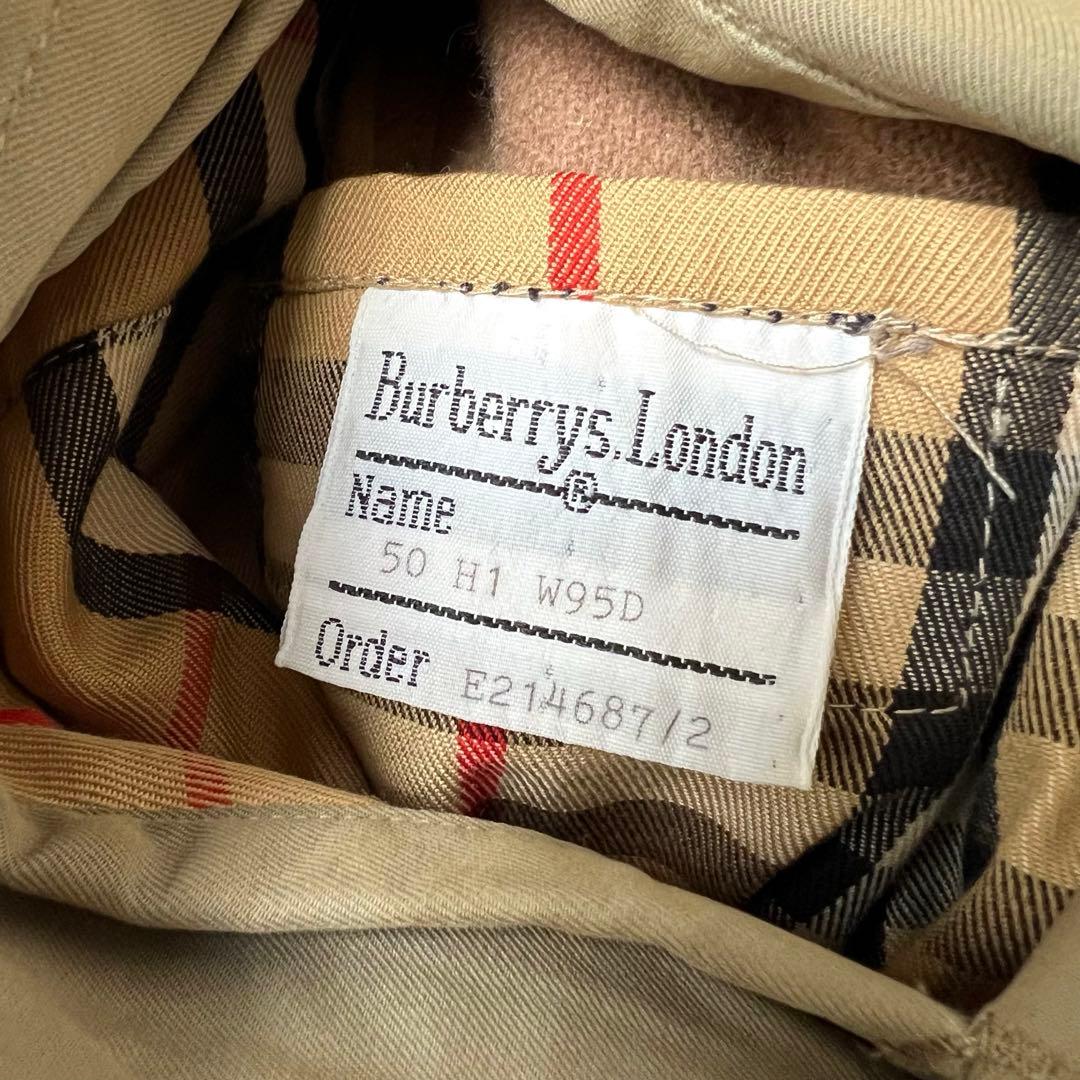 Burberrys.London
®
Name
50 H1 W95D
Order E214687/2